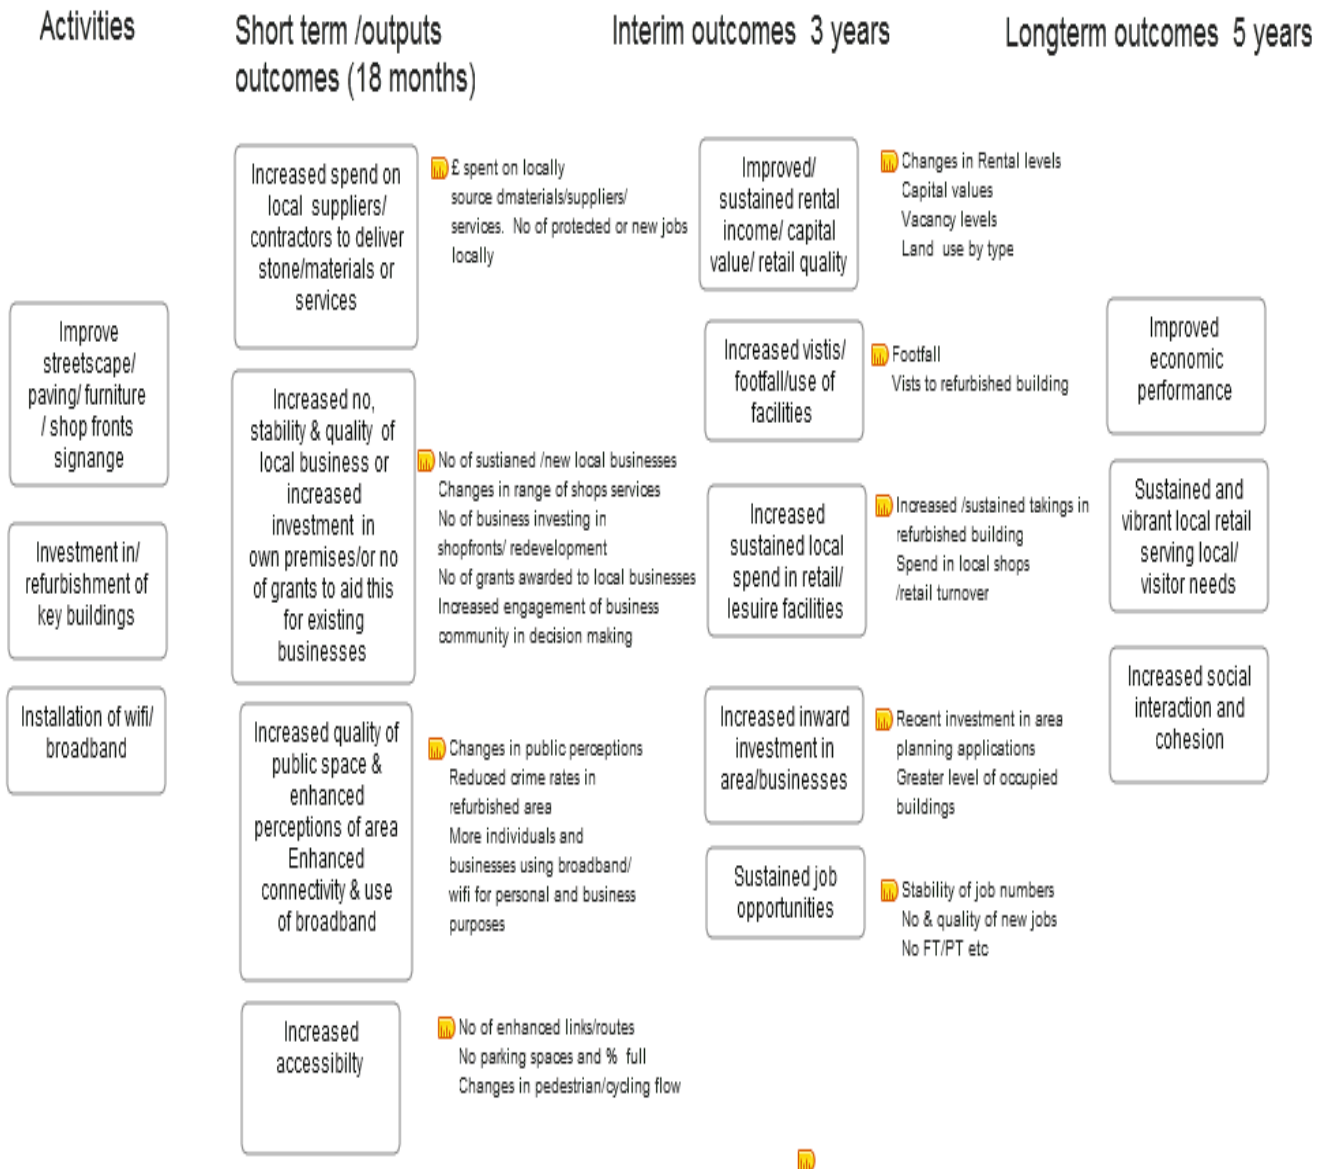 Activities
Short term /outputs
outcomes (18 months)
Interim outcomes  3 years
Longterm outcomes  5 years
Improve
streetscape/
paving/ furniture
/ shop fronts
signange
Investment in/
refurbishment of
key buildings
Installation of wifi/
broadband
Increased spend on
local  suppliers/
contractors to deliver
stone/materials or
services
£ spent on locally
source dmaterials/suppliers/
services.  No of protected or new jobs
locally
Increased no,
stability & quality  of
local business or
increased
investment  in
own premises/or no
of grants to aid this
for existing
businesses
No of sustianed /new local businesses
Changes in range of shops services
No of business investing in
shopfronts/ redevelopment
No of grants awarded to local businesses
Increased engagement of business
community in decision making
Increased quality of
public space &
enhanced
perceptions of area
Enhanced
connectivity & use
of broadband
Changes in public perceptions
Reduced crime rates in
refurbished area
More individuals and
businesses using broadband/
wifi for personal and business
purposes
Increased
accessibilty
No of enhanced links/routes
No parking spaces and %  full
Changes in pedestrian/cycling flow
Improved/
sustained rental
income/ capital
value/ retail quality
Changes in Rental levels
Capital values
Vacancy levels
Land  use by type
Increased vistis/
footfall/use of
facilities
Footfall
Vists to refurbished building
Increased
sustained local
spend in retail/
lesuire facilities
Increased /sustained takings in
refurbished building
Spend in local shops
/retail turnover
Increased inward
investment in
area/businesses
Recent investment in area
planning applications
Greater level of occupied
buildings
Sustained job
opportunities
Stability of job numbers
No & quality of new jobs
No FT/PT etc
Improved
economic
performance
Sustained and
vibrant local retail
serving local/
visitor needs
Increased social
interaction and
cohesion